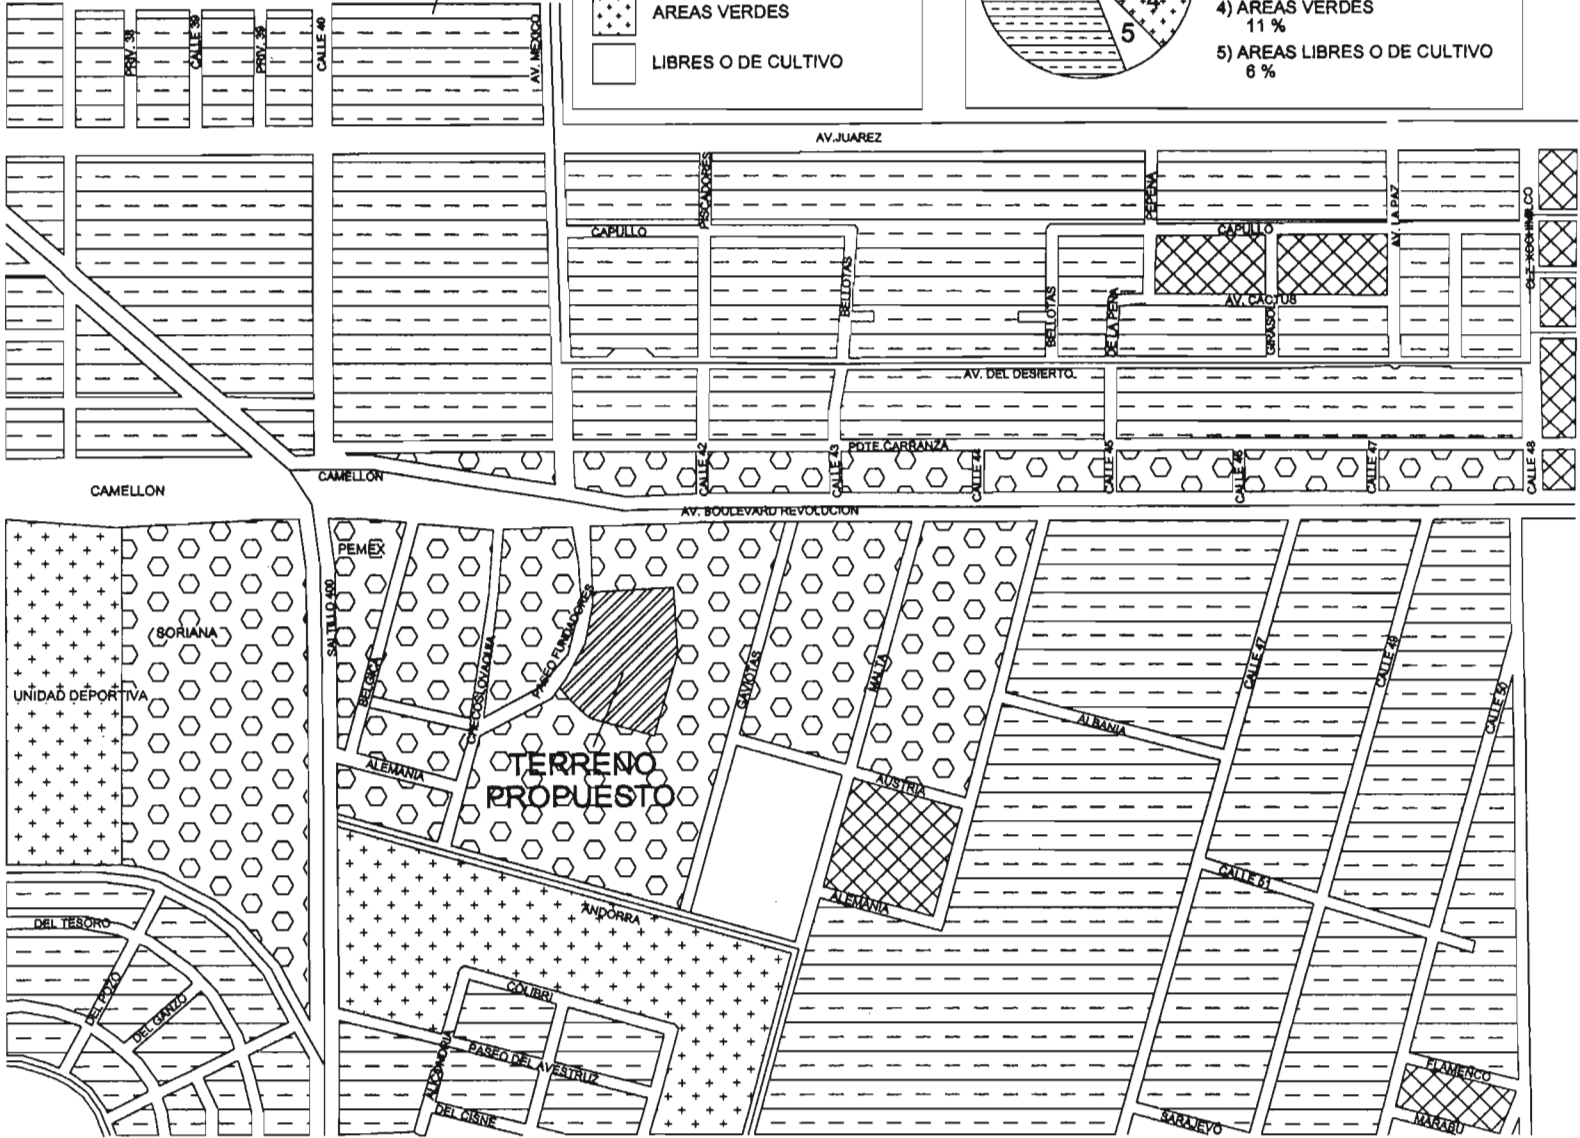 AREAS VERDES
LIBRES O DE CULTIVO
5
4) AREAS VERDES
11 %
5) AREAS LIBRES O DE CULTIVO
6 %
PRIV. 38
CALLE 39
PRIV. 39
CALLE 40
AV. MEXICO
AV. JUAREZ
PISCADORES
PEPENA
AV. LA PAZ
CAPULLO
CAPULLO
BELLOTAS
BELLOTAS
DE LA PEÑA
AV. CACTUS
GIRASOL
AV. DEL DESIERTO
PDTE. CARRANZA
CALLE 42
CALLE 43
CALLE 44
CALLE 45
CALLE 46
CALLE 47
CALLE 48
CAMELLON
CAMELLON
AV. BOULEVARD REVOLUCION
PEMEX
SORIANA
UNIDAD DEPORTIVA
SALTILLO 400
BELGICA
CHECOSLOVAQUIA
PASEO FUNDADORES
GAVIOTAS
MALTA
CALLE 47
CALLE 49
CALLE 50
ALBANIA
ALEMANIA
TERRENO
PROPUESTO
AUSTRIA
CALLE 51
ALEMANIA
ANDORRA
DEL TESORO
DEL POZO
DEL GANZO
COLIBRI
ALICANDRIA
PASEO DEL AVESTRUZ
DEL CISNE
FLAMENCO
MARABU
SARAJEVO